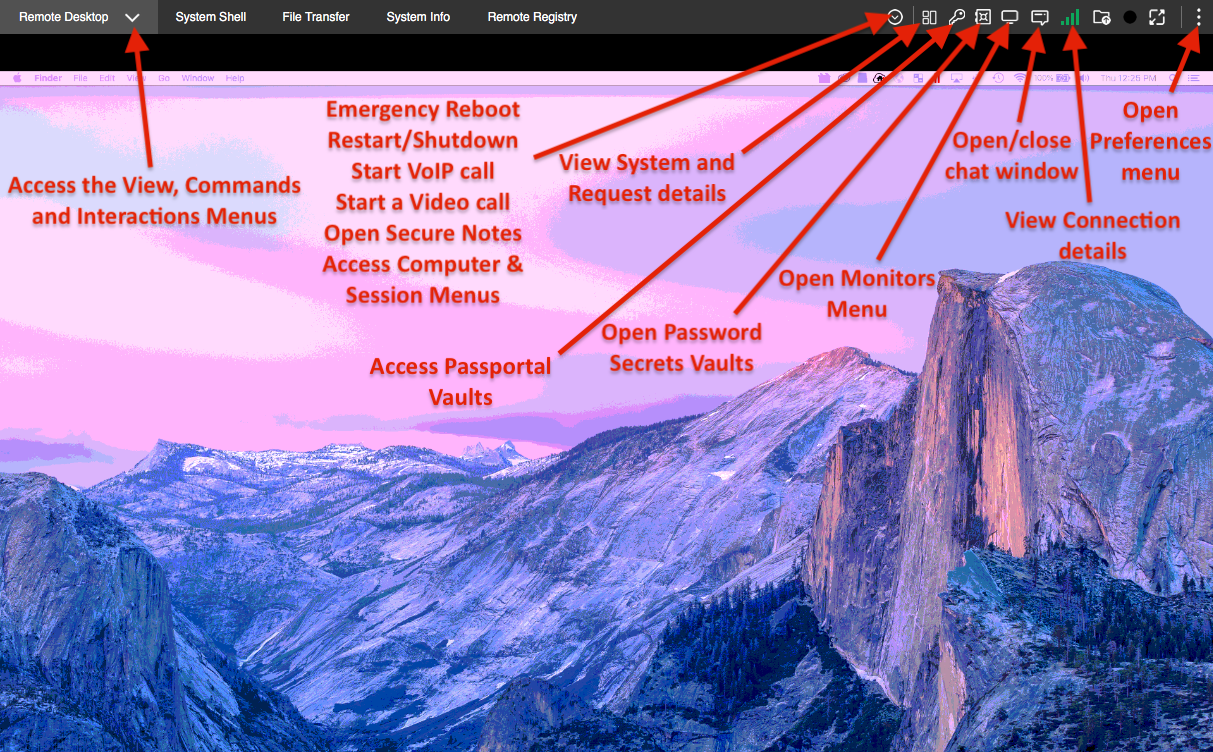 Remote Desktop System Shell File Transfer System Info Remote Registry
Finder File Edit View Go Window Help 100% Thu 12:25 PM
Emergency Reboot
Restart/Shutdown
Start VoIP call
Start a Video call
Open Secure Notes
Access Computer &
Session Menus
Access the View, Commands
and Interactions Menus
View System and
Request details
Open/close
chat window
Open
Preferences
menu
View Connection
details
Open Monitors
Menu
Open Password
Secrets Vaults
Access Passportal
Vaults